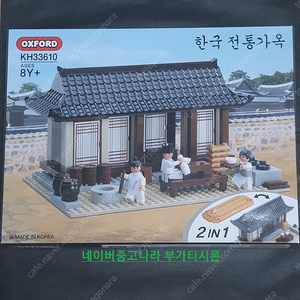 OXFORD
한국 전통가옥
KH33610
AGES
8Y+
2 IN 1
MADE IN KOREA
네이버중고나라 부가티시론